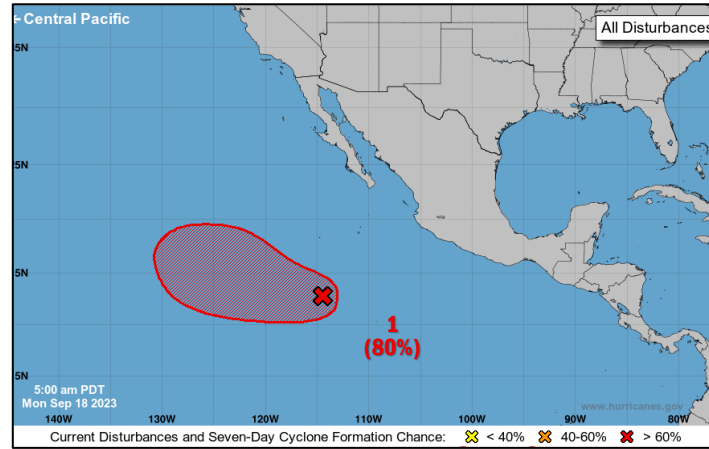 Central Pacific
All Disturbances
5N
5N
5N
5N
1
(80%)
5:00 am PDT
Mon Sep 18 2023
www.hurricanes.gov
140W 130W 120W 110W 100W 90W 80W
Current Disturbances and Seven-Day Cyclone Formation Chance: < 40% 40-60% > 60%